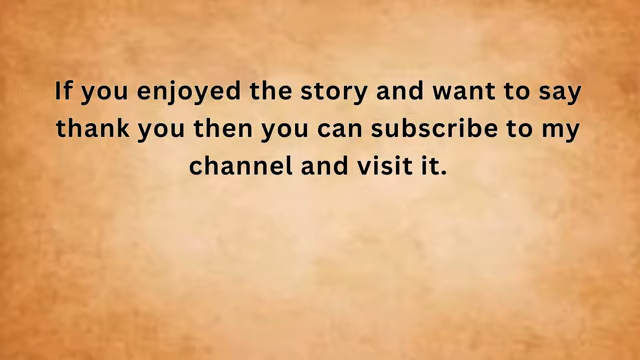 If you enjoyed the story and want to say
thank you then you can subscribe to my
channel and visit it.